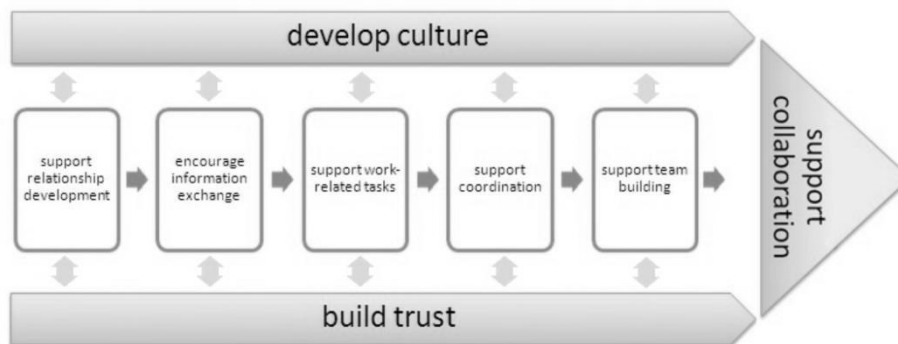 develop culture
support
relationship
development
encourage
information
exchange
support work-
related tasks
support
coordination
support team
building
support
collaboration
build trust